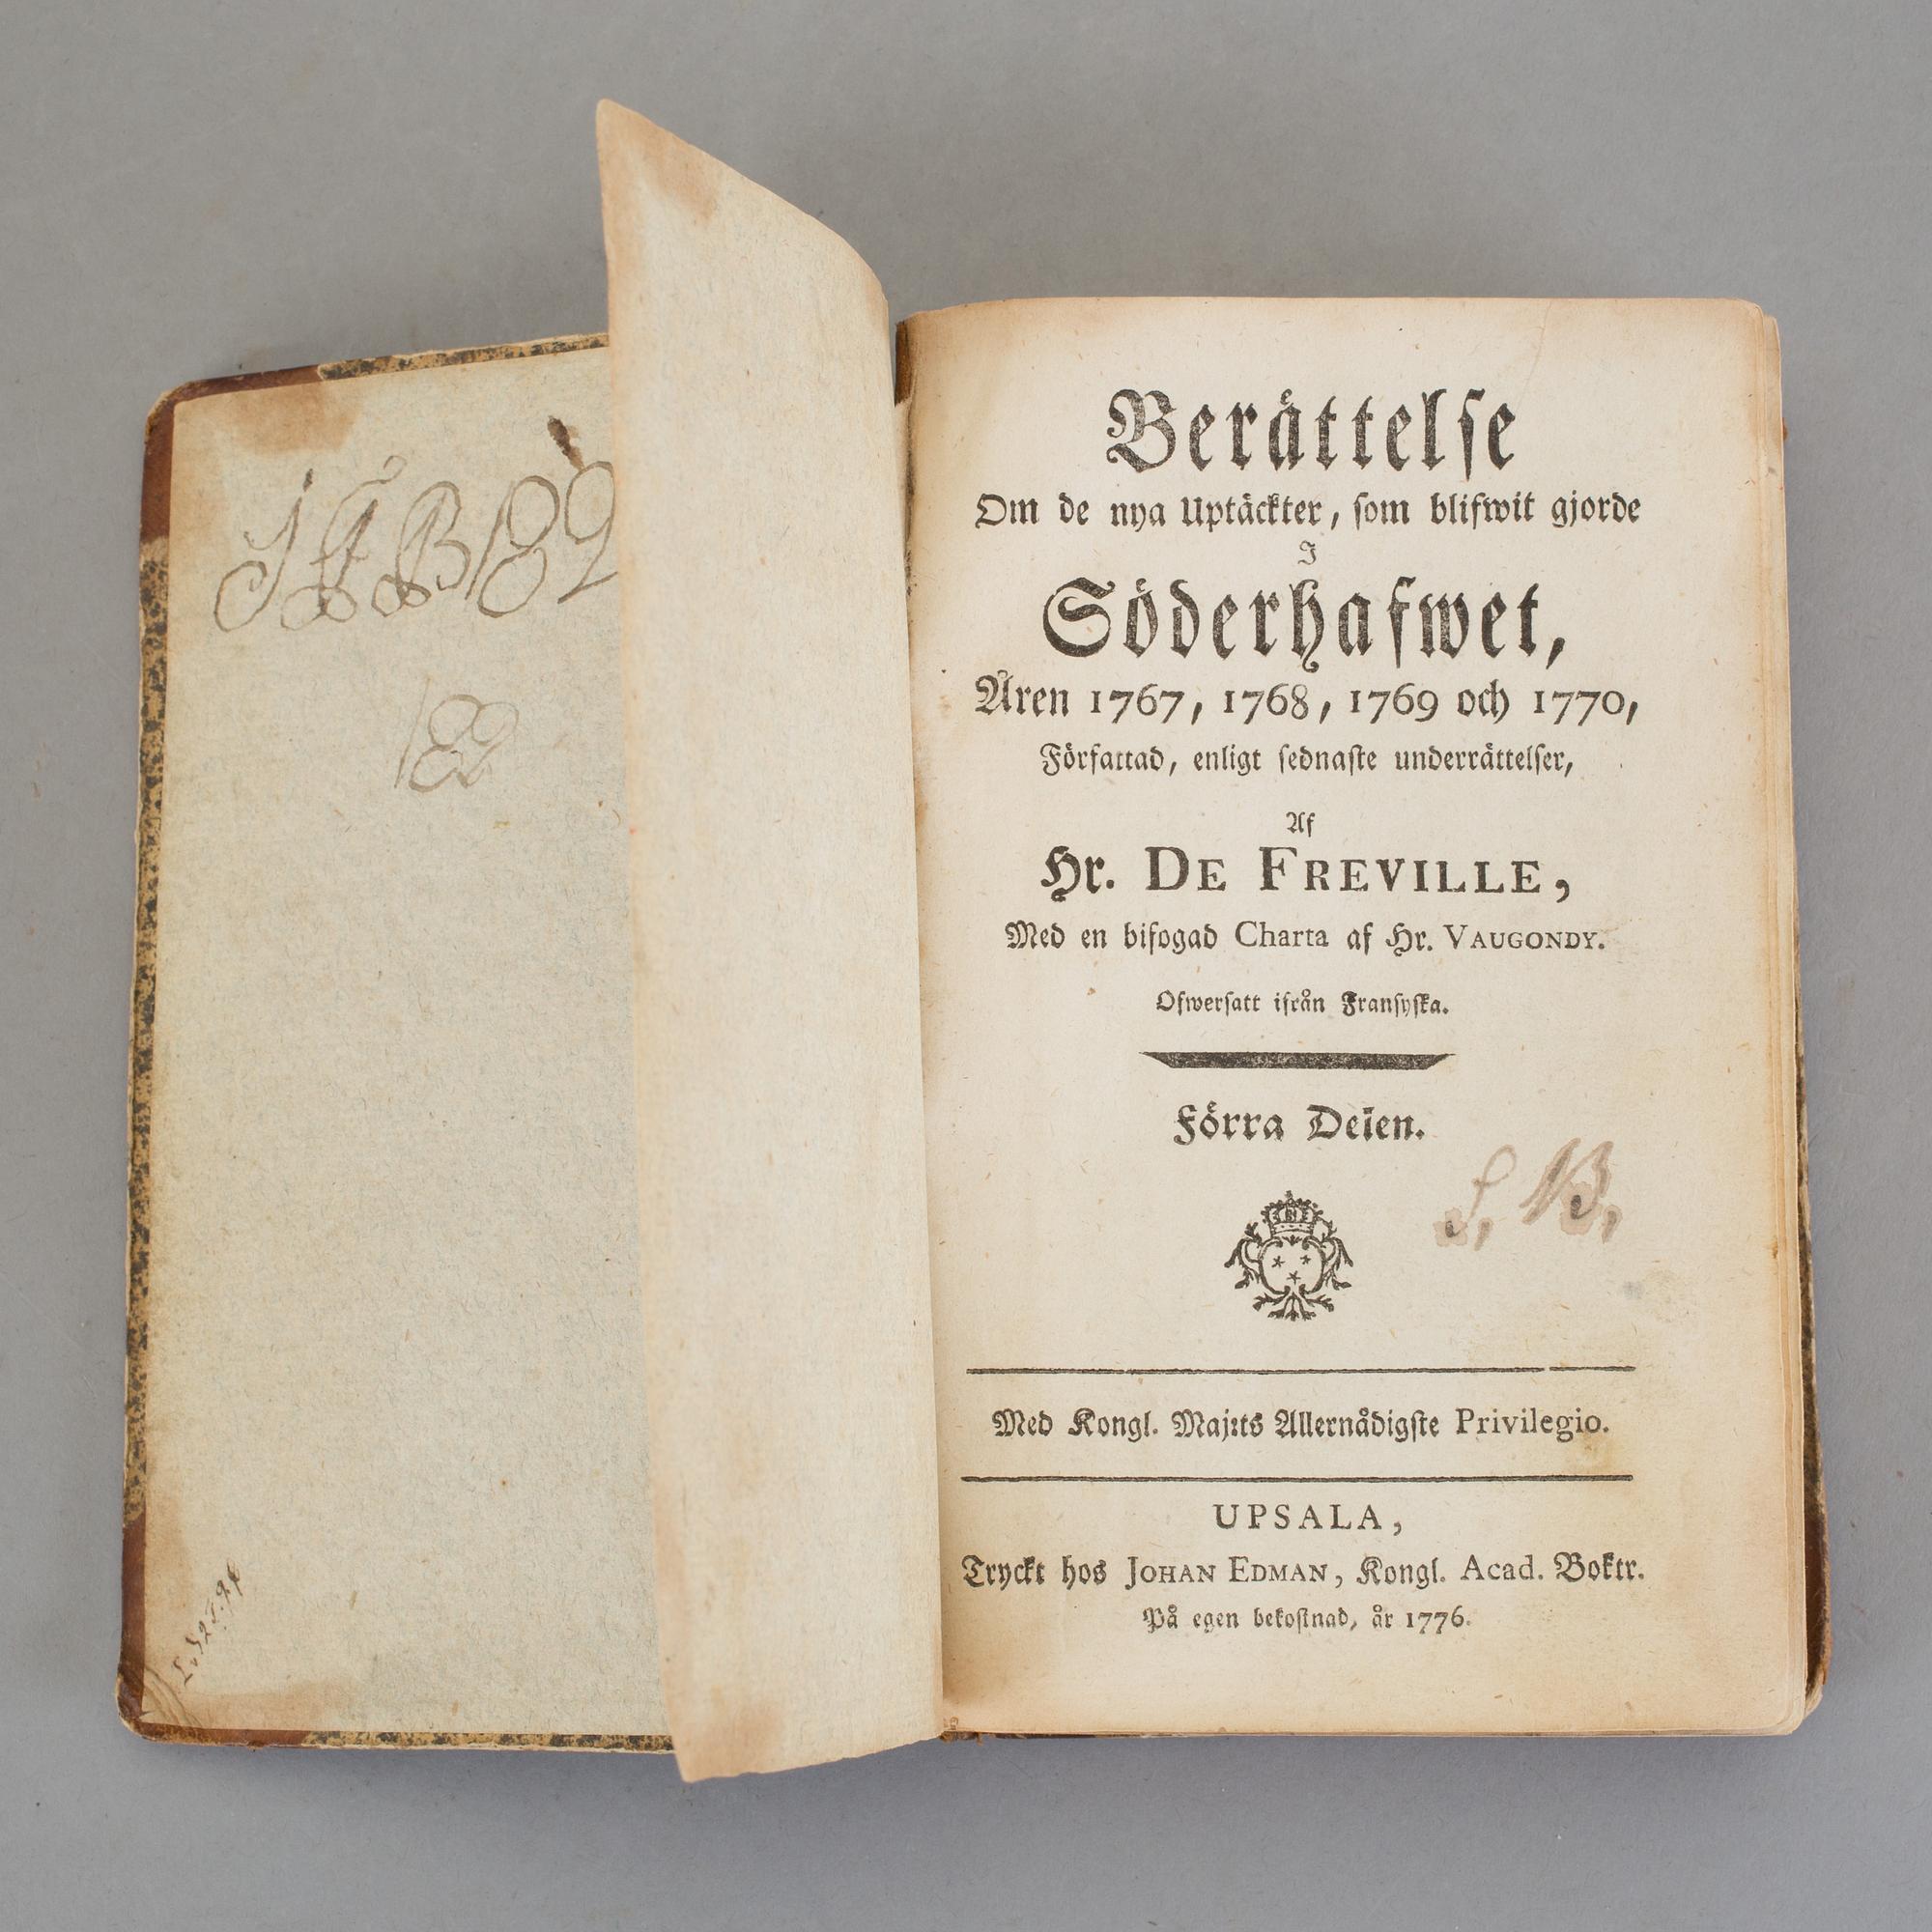 182
Berättelse
Om de nya Uptäckter, som blifwit gjorde
I
Söderhafwet,
Åren 1767, 1768, 1769 och 1770,
Författad, enligt sednaste underrättelser,
Af
Hr. DE FREVILLE,
Med en bifogad Charta af Hr. VAUGONDY.
Ofwersatt ifrån Fransyska.
Förra Delen.
S. B.
Med Kongl. Maj:ts Allernådigste Privilegio.
UPSALA,
Tryckt hos JOHAN EDMAN, Kongl. Acad. Boktr.
På egen bekostnad, år 1776.